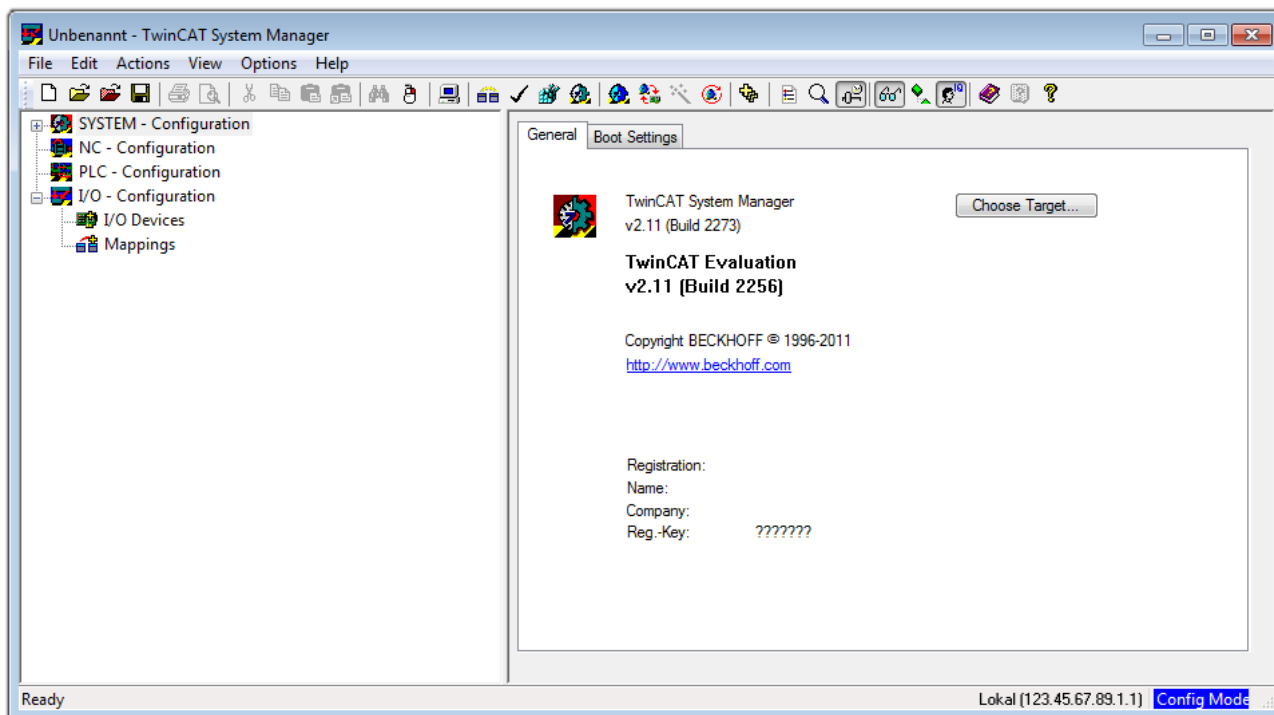 Unbenannt - TwinCAT System Manager
File Edit Actions View Options Help
SYSTEM - Configuration
NC - Configuration
PLC - Configuration
I/O - Configuration
I/O Devices
Mappings
General Boot Settings
TwinCAT System Manager
v2.11 (Build 2273)
Choose Target...
TwinCAT Evaluation
v2.11 (Build 2256)
Copyright BECKHOFF © 1996-2011
http://www.beckhoff.com
Registration:
Name:
Company:
Reg.-Key: ???????
Ready Lokal (123.45.67.89.1.1) Config Mode